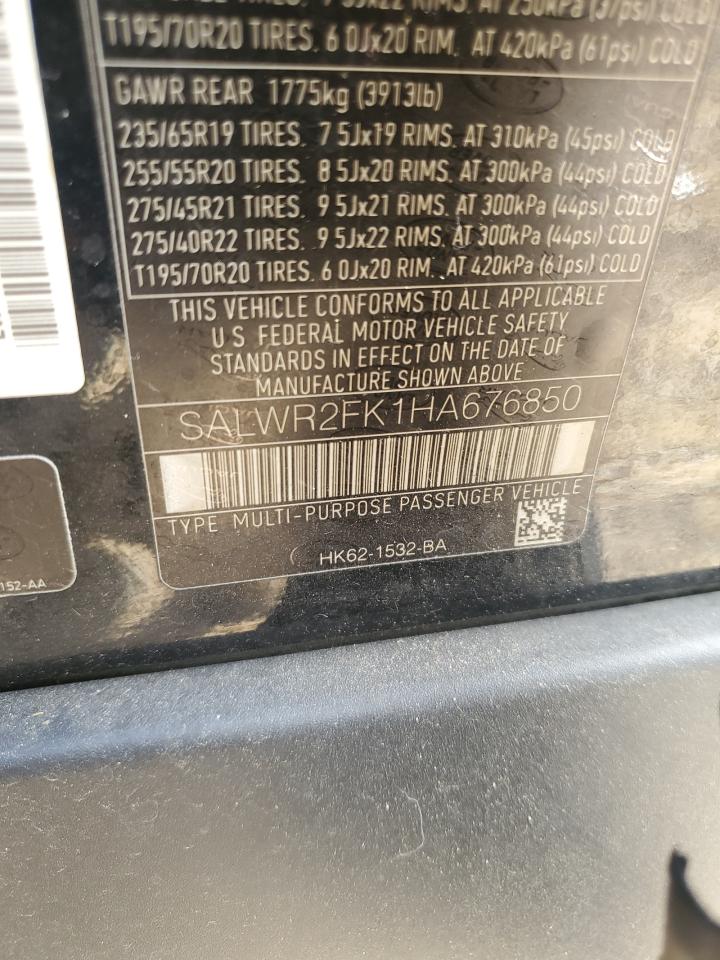 RIMS. AT 250kPa (37psi) COLD
T195/70R20 TIRES. 6 0Jx20 RIM. AT 420kPa (61psi) COLD
GAWR REAR 1775kg (3913lb)
235/65R19 TIRES. 7 5Jx19 RIMS. AT 310kPa (45psi) COLD
255/55R20 TIRES. 8 5Jx20 RIMS. AT 300kPa (44psi) COLD
275/45R21 TIRES. 9 5Jx21 RIMS. AT 300kPa (44psi) COLD
275/40R22 TIRES. 9 5Jx22 RIMS. AT 300kPa (44psi) COLD
T195/70R20 TIRES. 6 0Jx20 RIM. AT 420kPa (61psi) COLD
THIS VEHICLE CONFORMS TO ALL APPLICABLE
U S FEDERAL MOTOR VEHICLE SAFETY
STANDARDS IN EFFECT ON THE DATE OF
MANUFACTURE SHOWN ABOVE
SALWR2FK1HA676850
TYPE MULTI-PURPOSE PASSENGER VEHICLE
HK62-1532-BA
152-AA